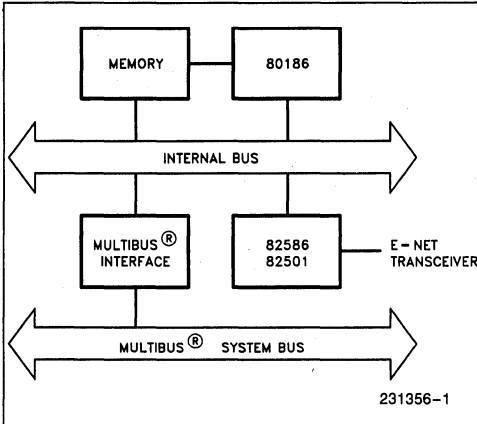 MEMORY
80186
INTERNAL BUS
MULTIBUS®
INTERFACE
82586
82501
E-NET
TRANSCEIVER
MULTIBUS® SYSTEM BUS
231356-1